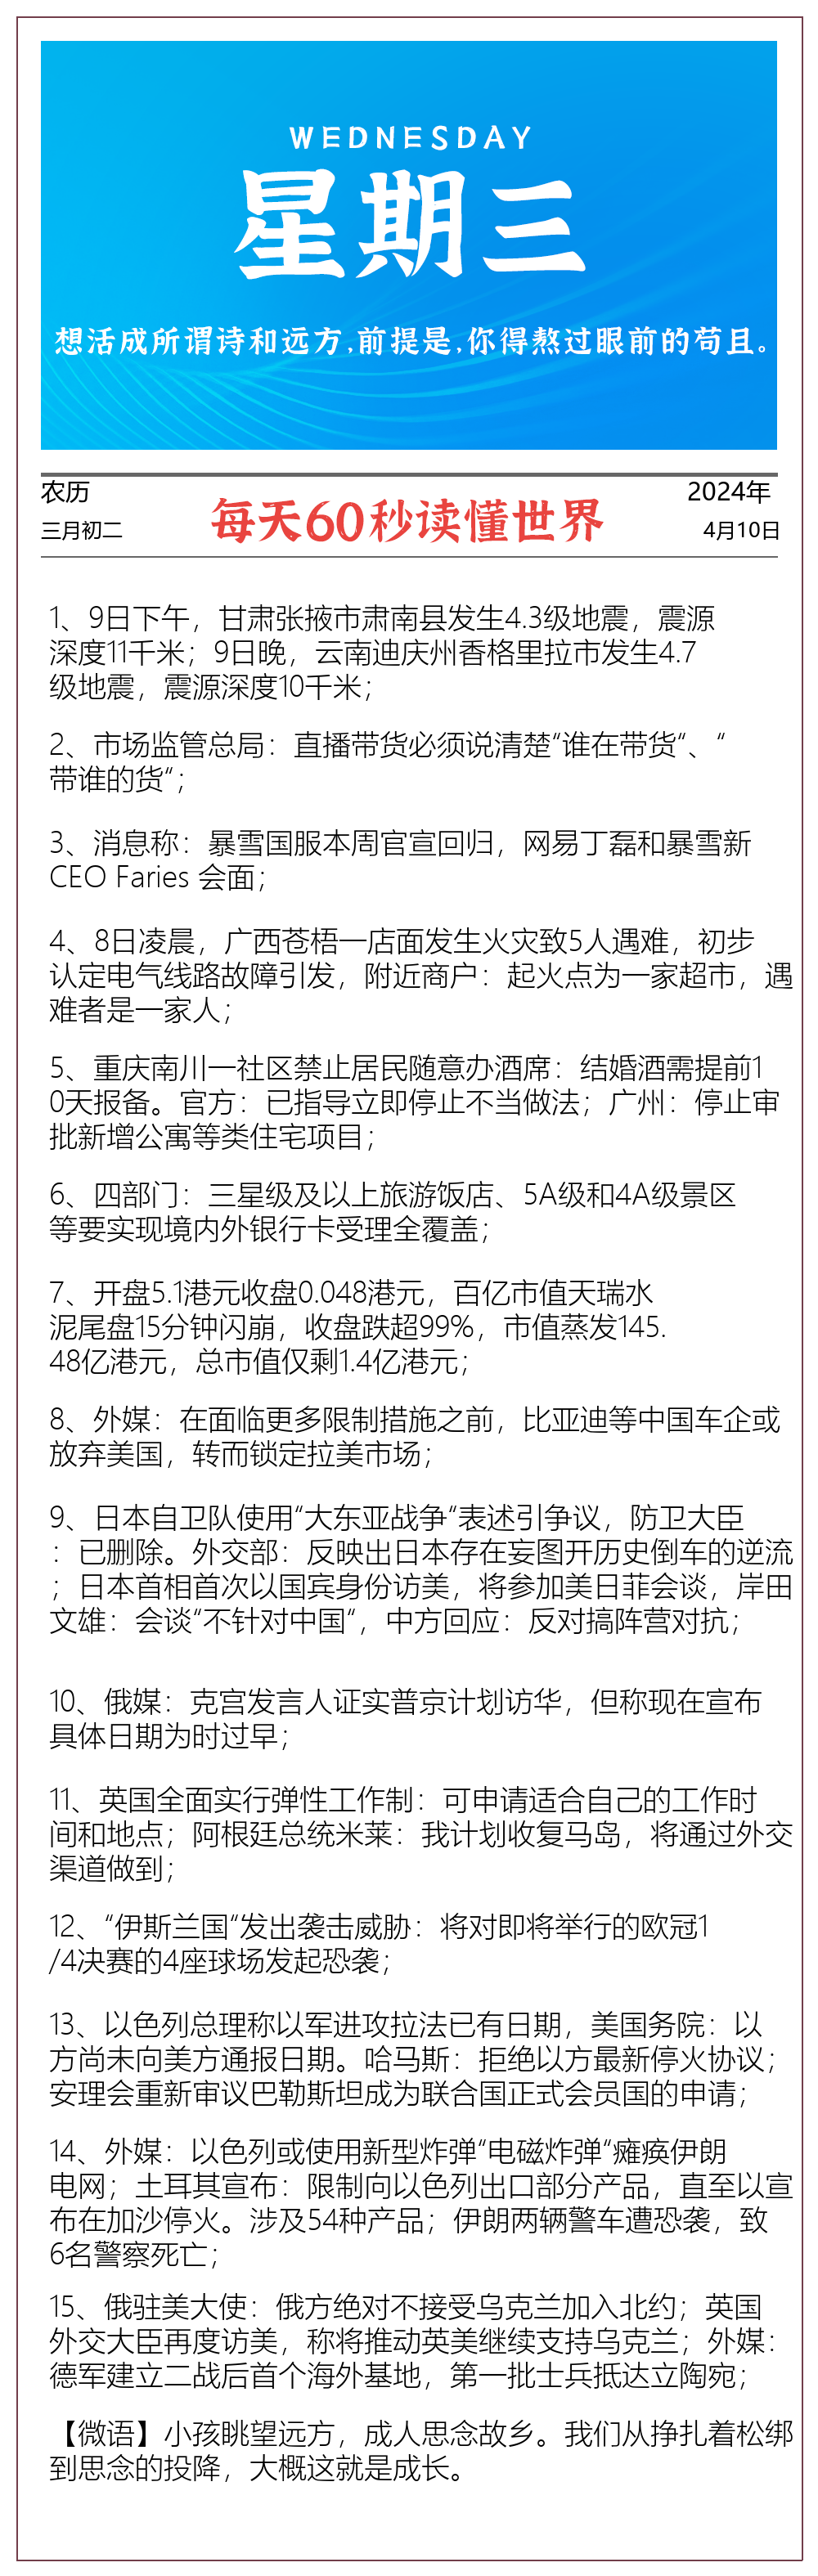 WEDNESDAY
星期三
想活成所谓诗和远方,前提是,你得熬过眼前的苟且。
农历
2024年
每天60秒读懂世界
三月初二
4月10日
1、9日下午，甘肃张掖市肃南县发生4.3级地震，震源
深度11千米；9日晚，云南迪庆州香格里拉市发生4.7
级地震，震源深度10千米；
2、市场监管总局：直播带货必须说清楚“谁在带货“、“
带谁的货“；
3、消息称：暴雪国服本周官宣回归，网易丁磊和暴雪新
CEO Faries 会面；
4、8日凌晨，广西苍梧一店面发生火灾致5人遇难，初步
认定电气线路故障引发，附近商户：起火点为一家超市，遇
难者是一家人；
5、重庆南川一社区禁止居民随意办酒席：结婚酒需提前1
0天报备。官方：已指导立即停止不当做法；广州：停止审
批新增公寓等类住宅项目；
6、四部门：三星级及以上旅游饭店、5A级和4A级景区
等要实现境内外银行卡受理全覆盖；
7、开盘5.1港元收盘0.048港元，百亿市值天瑞水
泥尾盘15分钟闪崩，收盘跌超99%，市值蒸发145.
48亿港元，总市值仅剩1.4亿港元；
8、外媒：在面临更多限制措施之前，比亚迪等中国车企或
放弃美国，转而锁定拉美市场；
9、日本自卫队使用“大东亚战争“表述引争议，防卫大臣
：已删除。外交部：反映出日本存在妄图开历史倒车的逆流
；日本首相首次以国宾身份访美，将参加美日菲会谈，岸田
文雄：会谈“不针对中国“，中方回应：反对搞阵营对抗；
10、俄媒：克宫发言人证实普京计划访华，但称现在宣布
具体日期为时过早；
11、英国全面实行弹性工作制：可申请适合自己的工作时
间和地点；阿根廷总统米莱：我计划收复马岛，将通过外交
渠道做到；
12、“伊斯兰国“发出袭击威胁：将对即将举行的欧冠1
/4决赛的4座球场发起恐袭；
13、以色列总理称以军进攻拉法已有日期，美国务院：以
方尚未向美方通报日期。哈马斯：拒绝以方最新停火协议；
安理会重新审议巴勒斯坦成为联合国正式会员国的申请；
14、外媒：以色列或使用新型炸弹“电磁炸弹“瘫痪伊朗
电网；土耳其宣布：限制向以色列出口部分产品，直至以宣
布在加沙停火。涉及54种产品；伊朗两辆警车遭恐袭，致
6名警察死亡；
15、俄驻美大使：俄方绝对不接受乌克兰加入北约；英国
外交大臣再度访美，称将推动英美继续支持乌克兰；外媒：
德军建立二战后首个海外基地，第一批士兵抵达立陶宛；
【微语】小孩眺望远方，成人思念故乡。我们从挣扎着松绑
到思念的投降，大概这就是成长。